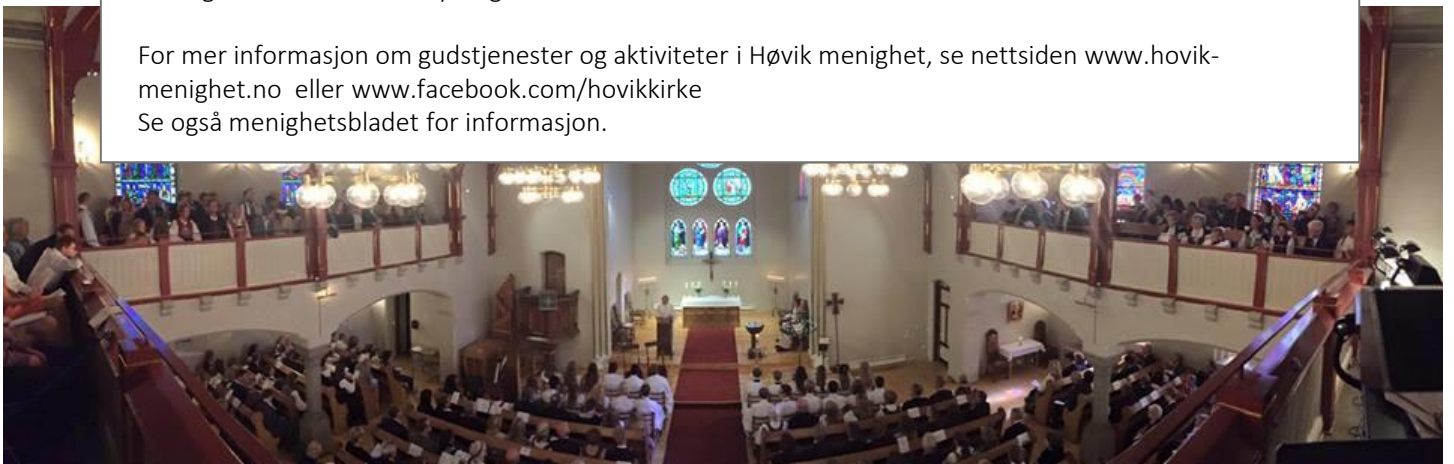 For mer informasjon om gudstjenester og aktiviteter i Høvik menighet, se nettsiden www.hovik-
menighet.no eller www.facebook.com/hovikkirke
Se også menighetsbladet for informasjon.